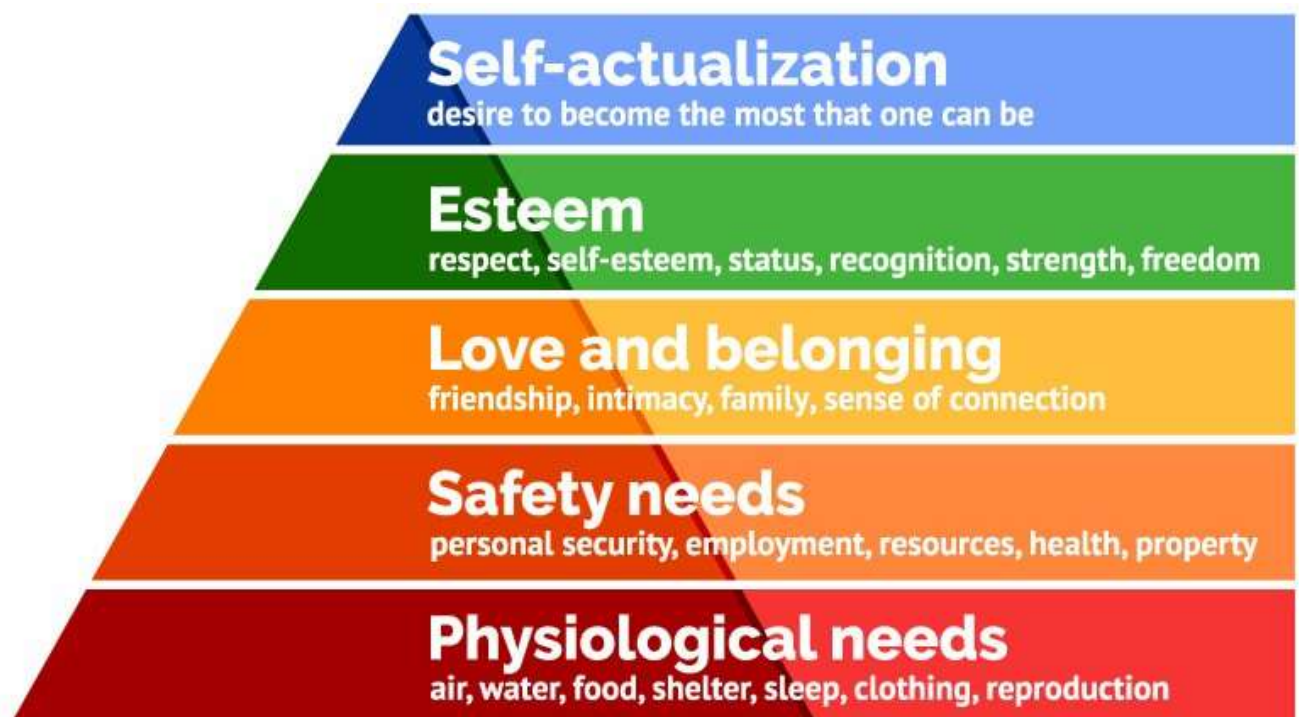 Self-actualization
desire to become the most that one can be
Esteem
respect, self-esteem, status, recognition, strength, freedom
Love and belonging
friendship, intimacy, family, sense of connection
Safety needs
personal security, employment, resources, health, property
Physiological needs
air, water, food, shelter, sleep, clothing, reproduction